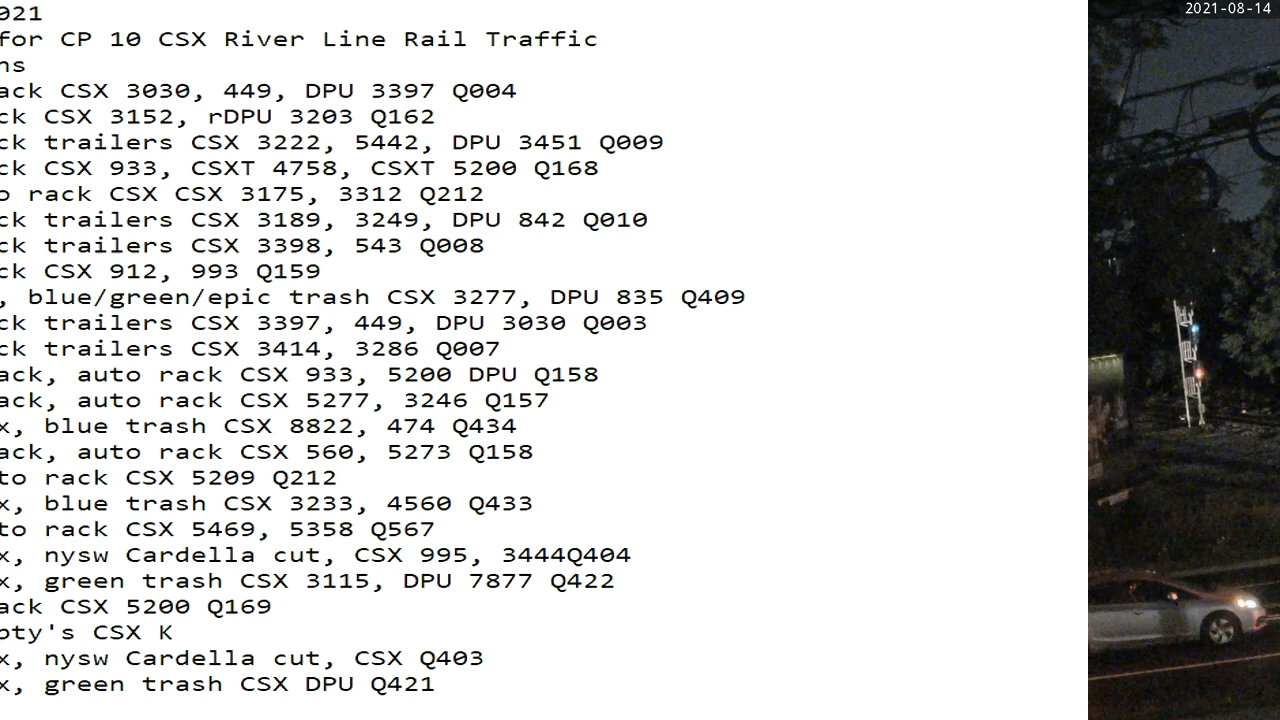 021
for CP 10 CSX River Line Rail Traffic
ns
ack CSX 3030, 449, DPU 3397 Q004
ck CSX 3152, rDPU 3203 Q162
ck trailers CSX 3222, 5442, DPU 3451 Q009
ck CSX 933, CSXT 4758, CSXT 5200 Q168
o rack CSX CSX 3175, 3312 Q212
ck trailers CSX 3189, 3249, DPU 842 Q010
ck trailers CSX 3398, 543 Q008
ck CSX 912, 993 Q159
, blue/green/epic trash CSX 3277, DPU 835 Q409
ck trailers CSX 3397, 449, DPU 3030 Q003
ck trailers CSX 3414, 3286 Q007
ack, auto rack CSX 933, 5200 DPU Q158
ack, auto rack CSX 5277, 3246 Q157
x, blue trash CSX 8822, 474 Q434
ack, auto rack CSX 560, 5273 Q158
to rack CSX 5209 Q212
x, blue trash CSX 3233, 4560 Q433
to rack CSX 5469, 5358 Q567
x, nysw Cardella cut, CSX 995, 3444Q404
x, green trash CSX 3115, DPU 7877 Q422
ack CSX 5200 Q169
pty's CSX K
x, nysw Cardella cut, CSX Q403
x, green trash CSX DPU Q421
2021-08-14